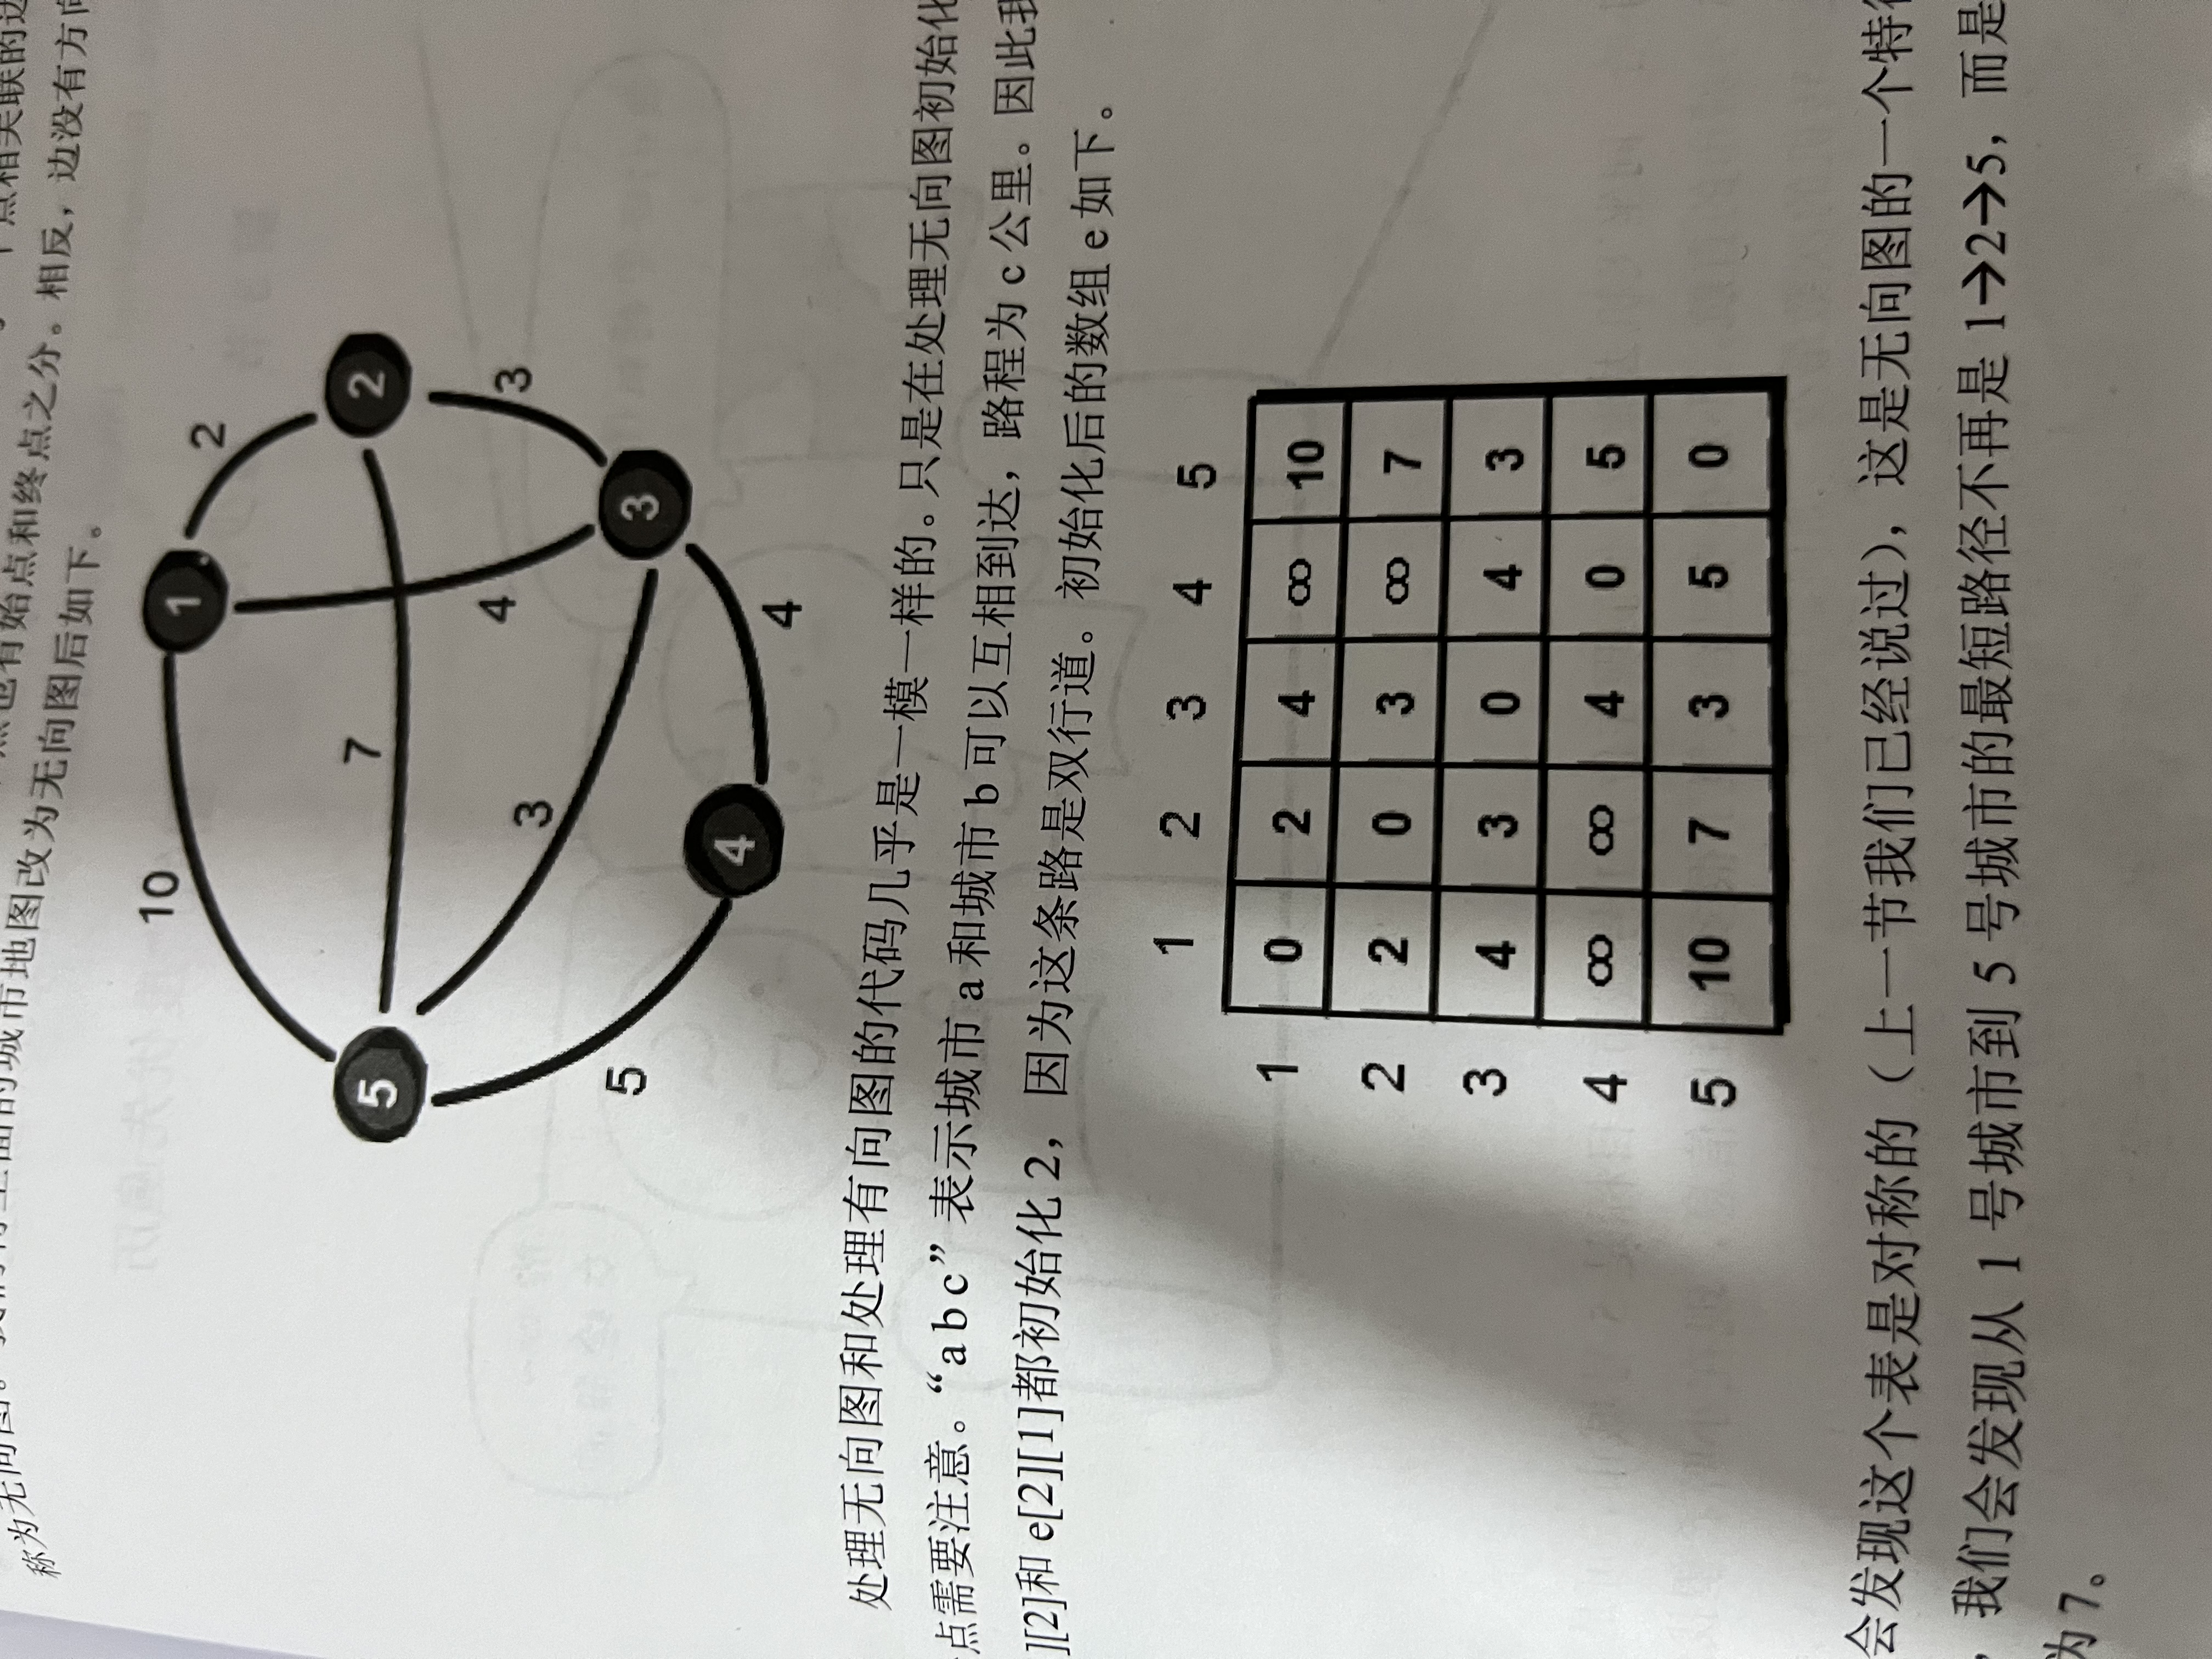 点也有始点和终点之分。相反，边没有方向
称为无向图。我们将上面的城市地图改为无向图后如下。
10
1
2
5
7
2
4
3
3
5
3
4
4
处理无向图和处理有向图的代码几乎是一模一样的。只是在处理无向图初始化
点需要注意。“a b c”表示城市 a 和城市 b 可以互相到达，路程为 c 公里。因此我
][2]和 e[2][1]都初始化 2，因为这条路是双行道。初始化后的数组 e 如下。
1 2 3 4 5
1 0 2 4 ∞ 10
2 2 0 3 ∞ 7
3 4 3 0 4 3
4 ∞ ∞ 4 0 5
5 10 7 3 5 0
会发现这个表是对称的（上一节我们已经说过），这是无向图的一个特
，我们会发现从 1 号城市到 5 号城市的最短路径不再是 1→2→5，而是
为 7。